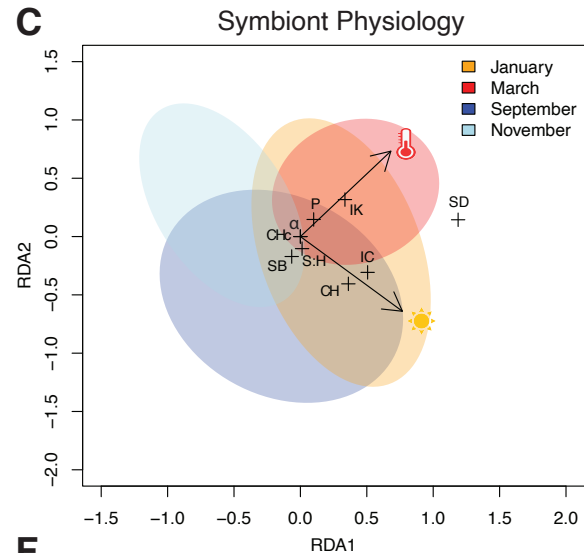 C
Symbiont Physiology
January
March
September
November
1.5
1.0
0.5
0.0
−0.5
−1.0
−1.5
−2.0
RDA2
P
IK
SD
α
CHc
SB
S:H
IC
CH
−1.5
−1.0
−0.5
0.0
0.5
1.0
1.5
2.0
RDA1